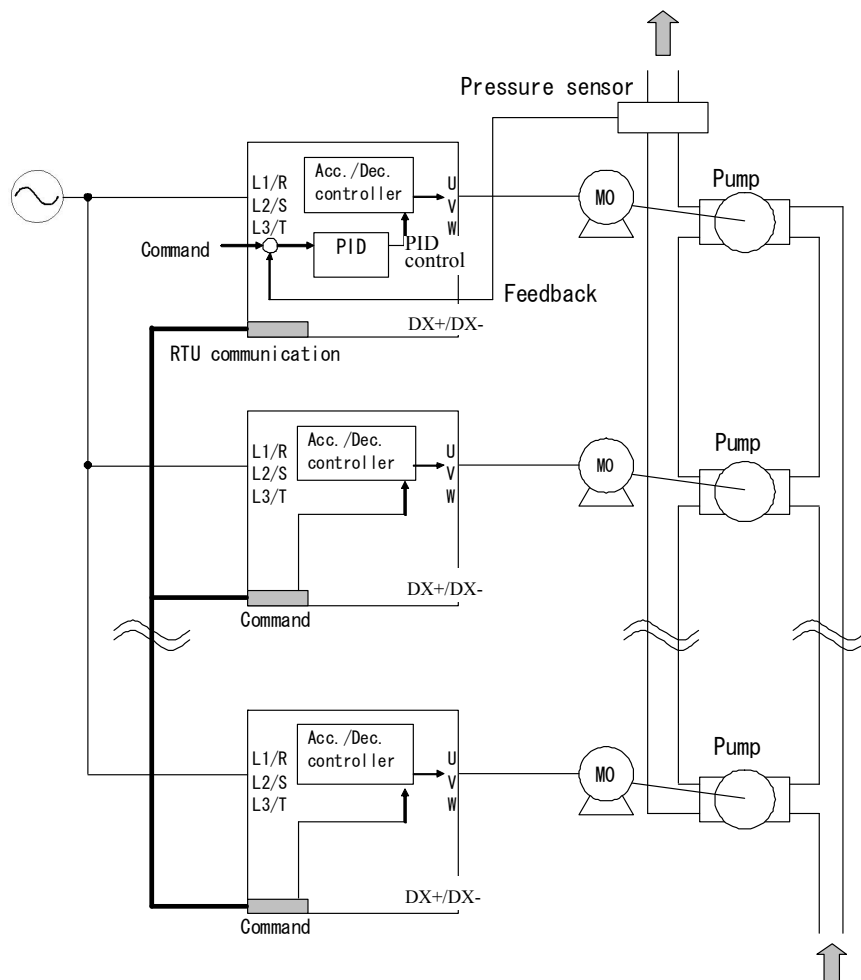 Pressure sensor
L1/R
L2/S
L3/T
Acc./Dec.
controller
U
V
W
MO
Pump
Command
PID
PID
control
Feedback
DX+/DX-
RTU communication
L1/R
L2/S
L3/T
Acc./Dec.
controller
U
V
W
MO
Pump
DX+/DX-
Command
L1/R
L2/S
L3/T
Acc./Dec.
controller
U
V
W
MO
Pump
DX+/DX-
Command